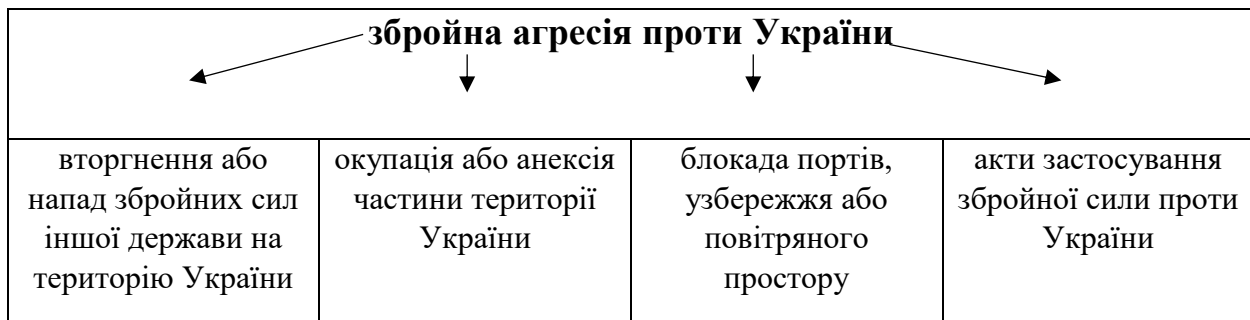 збройна агресія проти України
вторгнення або
напад збройних сил
іншої держави на
територію України
окупація або анексія
частини території
України
блокада портів,
узбережжя або
повітряного
простору
акти застосування
збройної сили проти
України